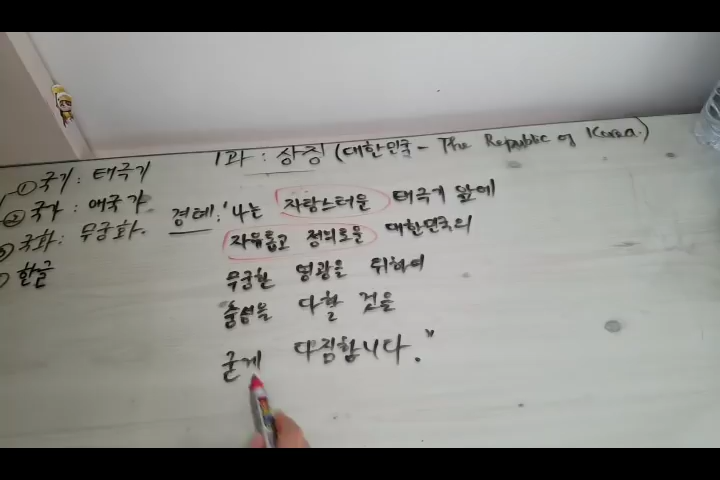 1과 : 상징 (대한민국 - The Republic of Korea.)
① 국기 : 태극기
② 국가 : 애국가
국화 : 무궁화.
한글
경례 : "나는 자랑스터운 태극기 앞에
자유롭고 정의로운 대한민국의
무궁한 영광을 위하여
충성을 다할 것을
굳게 다짐합니다."